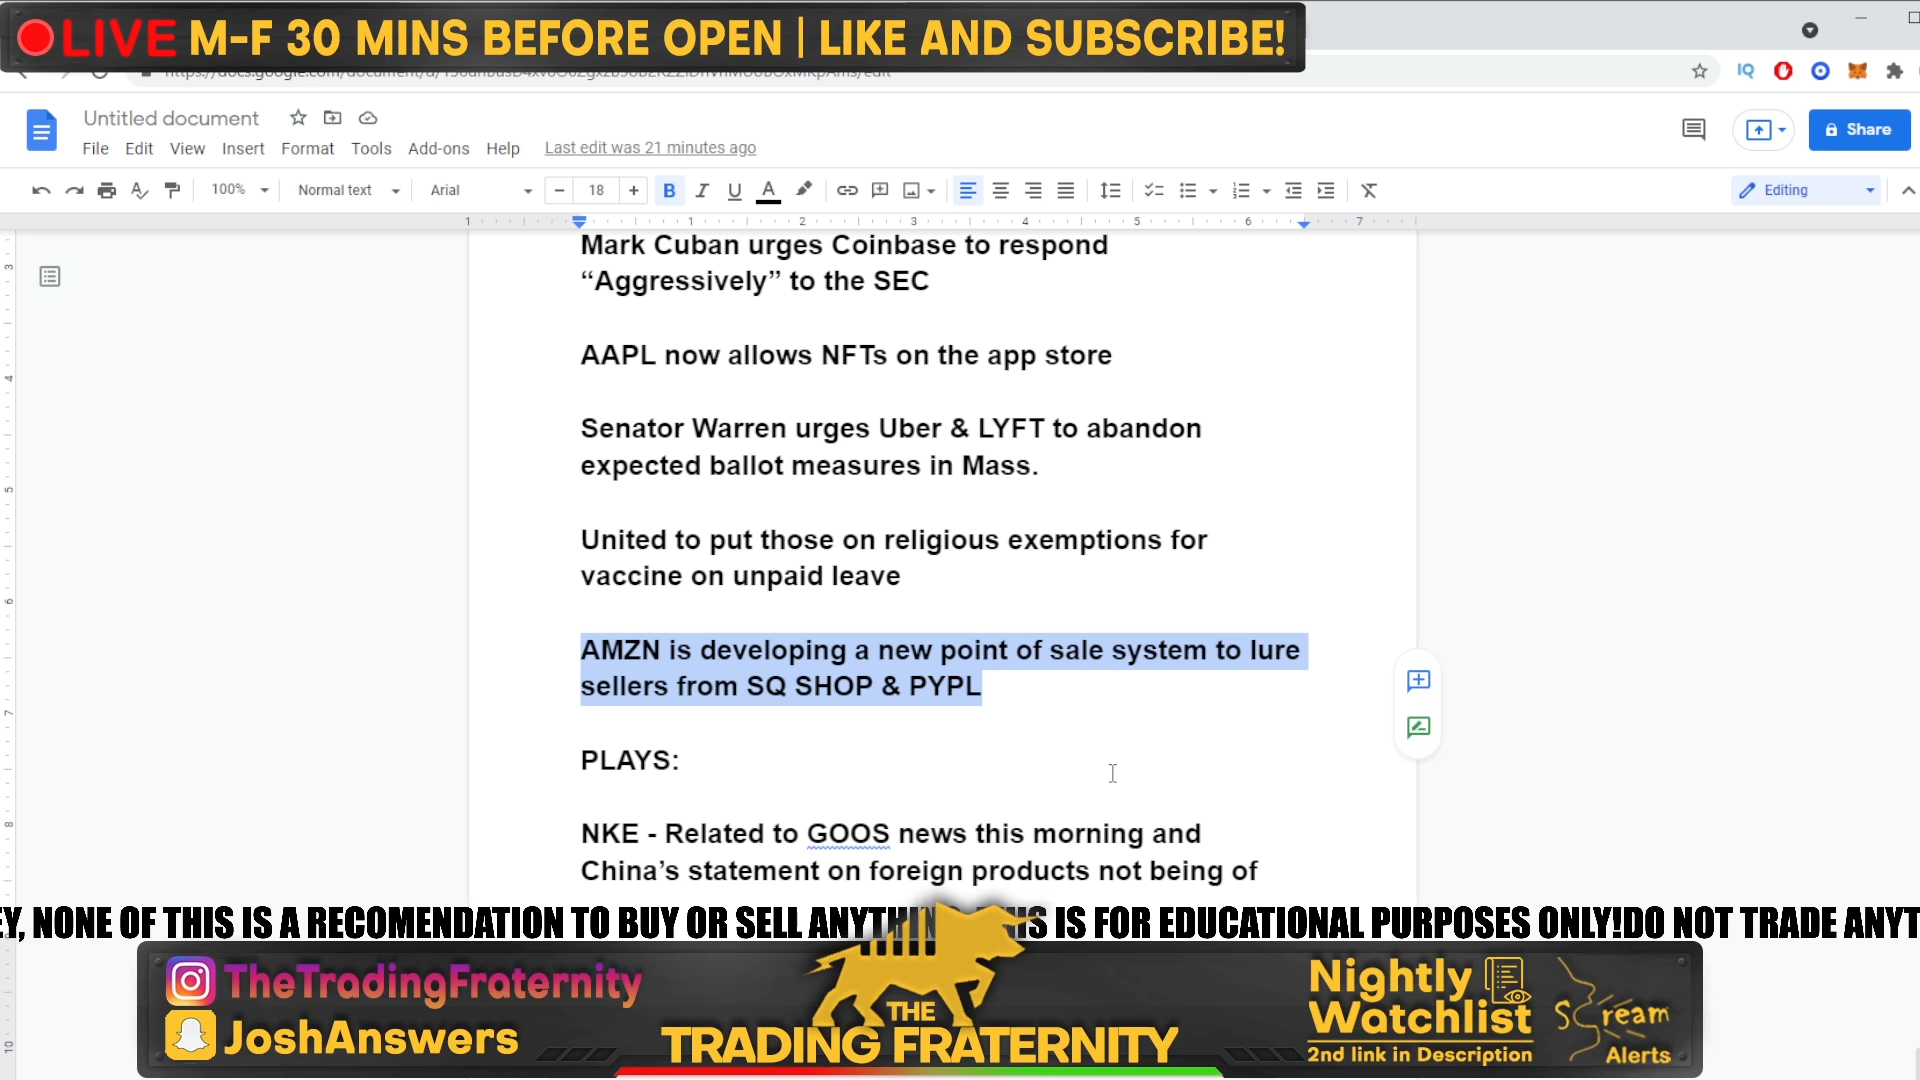 LIVE M-F 30 MINS BEFORE OPEN | LIKE AND SUBSCRIBE!
Untitled document
File Edit View Insert Format Tools Add-ons Help Last edit was 21 minutes ago
Share
100% Normal text Arial 18 Editing
Mark Cuban urges Coinbase to respond
“Aggressively” to the SEC
AAPL now allows NFTs on the app store
Senator Warren urges Uber & LYFT to abandon
expected ballot measures in Mass.
United to put those on religious exemptions for
vaccine on unpaid leave
AMZN is developing a new point of sale system to lure
sellers from SQ SHOP & PYPL
PLAYS:
NKE - Related to GOOS news this morning and
China’s statement on foreign products not being of
NONE OF THIS IS A RECOMENDATION TO BUY OR SELL IS FOR EDUCATIONAL PURPOSES ONLY!DO NOT TRADE
TheTradingFraternity
JoshAnswers
THE
TRADING FRATERNITY
Nightly
Watchlist
2nd link in Description
Scream
Alerts